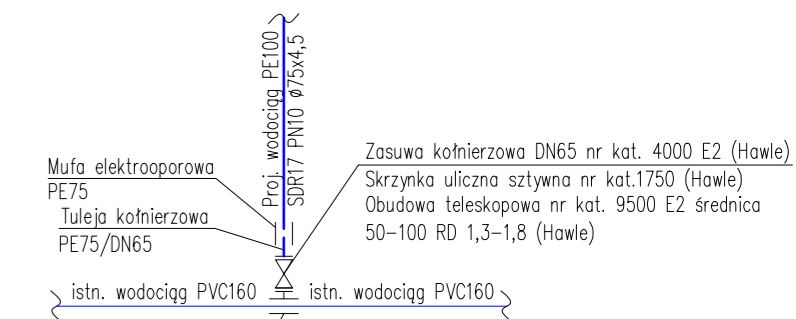 Proj. wodociąg PE100
SDR17 PN10 ø75x4,5
Mufa elektrooporowa
PE75
Tuleja kołnierzowa
PE75/DN65
Zasuwa kołnierzowa DN65 nr kat. 4000 E2 (Hawle)
Skrzynka uliczna sztywna nr kat.1750 (Hawle)
Obudowa teleskopowa nr kat. 9500 E2 średnica
50–100 RD 1,3–1,8 (Hawle)
istn. wodociąg PVC160
istn. wodociąg PVC160